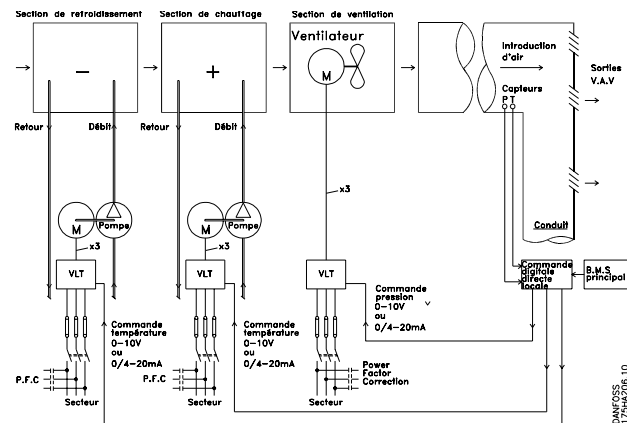 Section de refroidissement
Section de chauffage
Section de ventilation
Ventilateur
M
Introduction
d'air
Sorties
V.A.V
Capteurs
P T
Retour
Débit
Retour
Débit
x3
M
Pompe
M
Pompe
x3
x3
Conduit
VLT
VLT
VLT
Commande
digitale
directe
locale
B.M.S
principal
Commande
pression
0-10V
ou
0/4-20mA
Commande
température
0-10V
ou
0/4-20mA
Commande
température
0-10V
ou
0/4-20mA
Power
Factor
Correction
P.F.C
P.F.C
Secteur
Secteur
Secteur
DANFOSS
175HA206.10